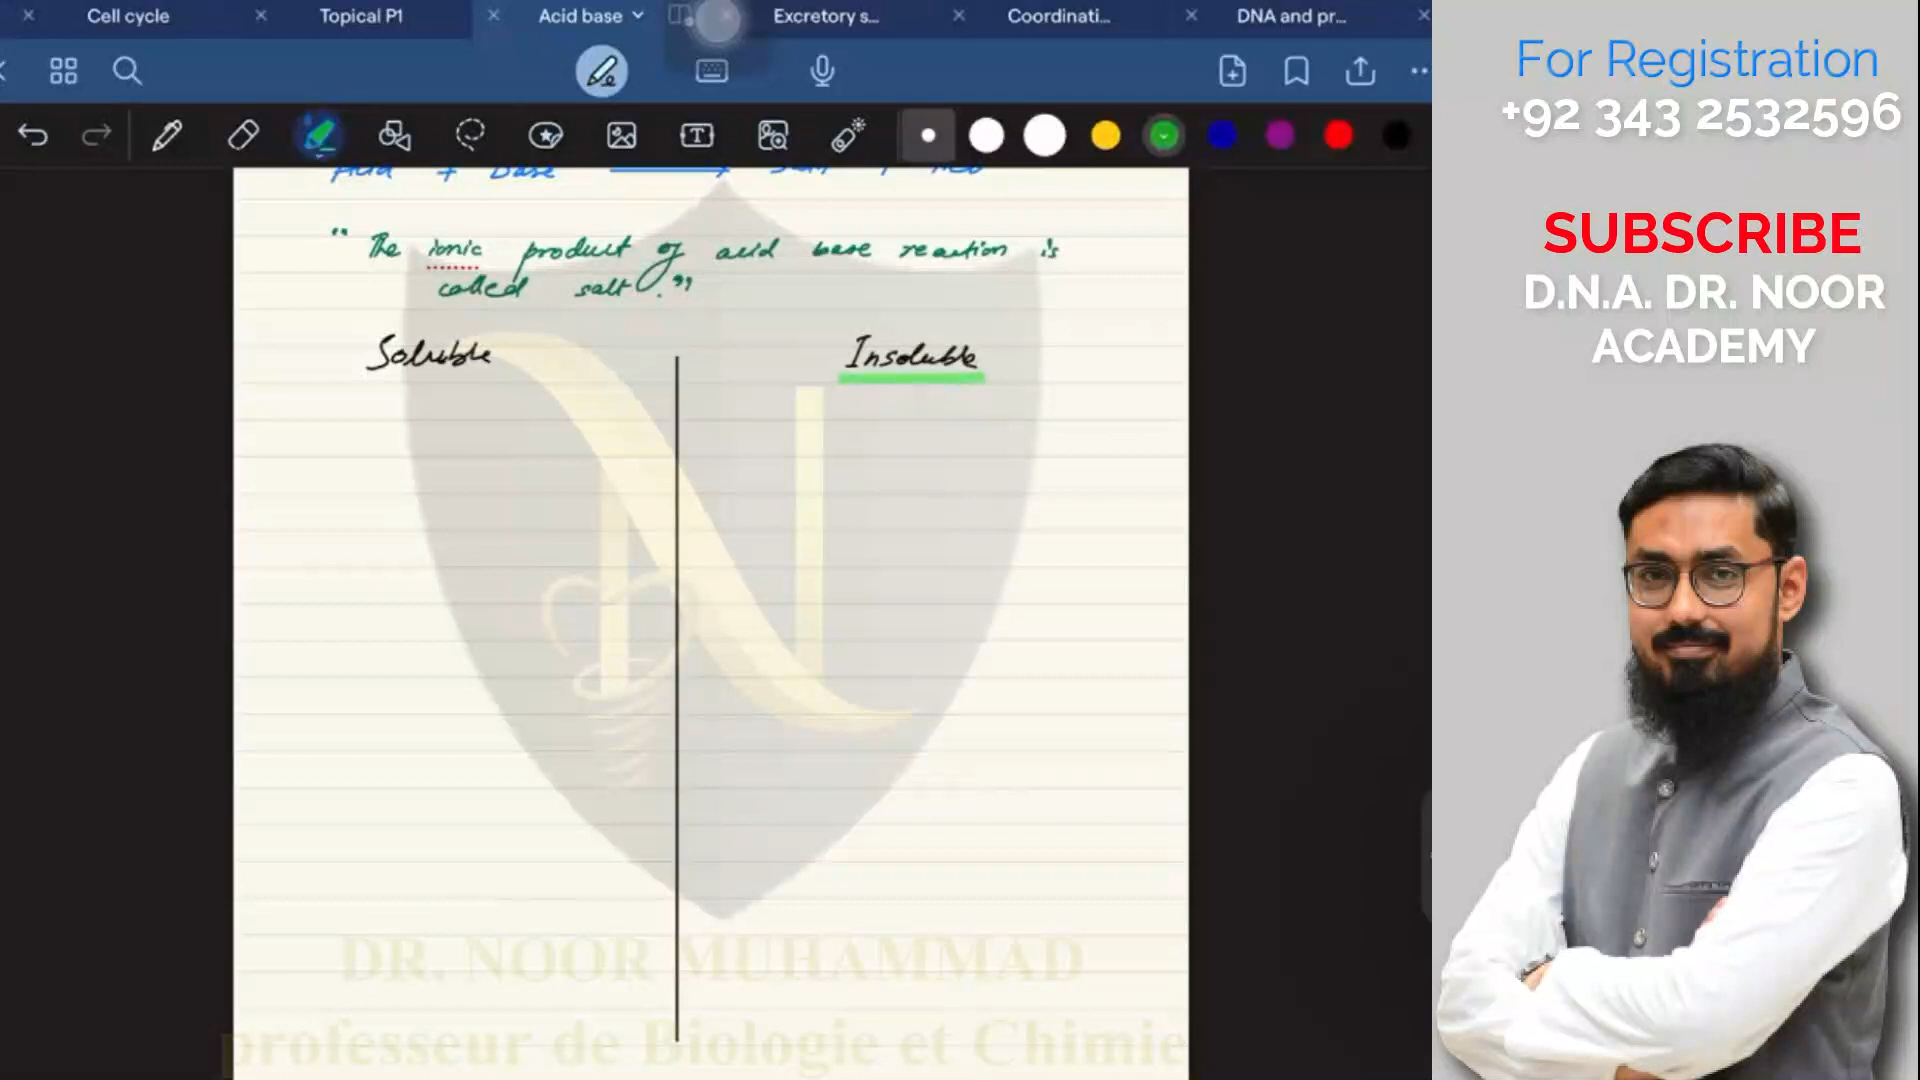 Cell cycle
Topical P1
Acid base
Excretory s...
Coordinati...
DNA and pr...
Acid + Base
" The ionic product of acid base reaction is
called salt."
Soluble
Insoluble
DR. NOOR MUHAMMAD
professeur de Biologie et Chimie
For Registration
+92 343 2532596
SUBSCRIBE
D.N.A. DR. NOOR
ACADEMY